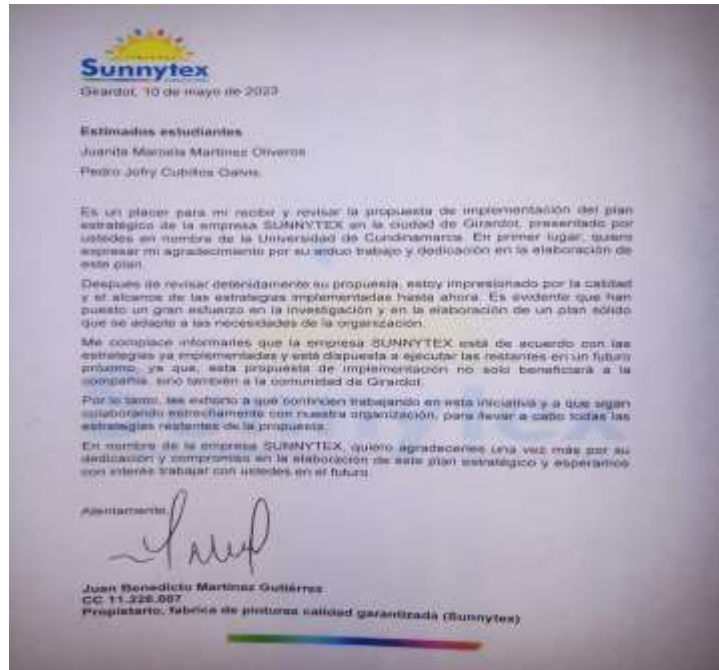 Sunnytex
Girardot, 10 de mayo de 2023
Estimados estudiantes
Juanita Marcela Martinez Oliveros
Pedro Jofry Cubillos Galvis.
Es un placer para mi recibir y revisar la propuesta de implementación del plan
estratégico de la empresa SUNNYTEX en la ciudad de Girardot, presentado por
ustedes en nombre de la Universidad de Cundinamarca. En primer lugar, quiero
expresar mi agradecimiento por su arduo trabajo y dedicación en la elaboración de
este plan.
Después de revisar detenidamente su propuesta, estoy impresionado por la calidad
y el alcance de las estrategias implementadas hasta ahora. Es evidente que han
puesto un gran esfuerzo en la investigación y en la elaboración de un plan sólido
que se adapte a las necesidades de la organización.
Me complace informarles que la empresa SUNNYTEX está de acuerdo con las
estrategias ya implementadas y está dispuesta a ejecutar las restantes en un futuro
próximo, ya que, esta propuesta de implementación no solo beneficiará a la
compañía, sino también a la comunidad de Girardot.
Por lo tanto, les exhorto a que continúen trabajando en esta iniciativa y a que sigan
colaborando estrechamente con nuestra organización, para llevar a cabo todas las
estrategias restantes de la propuesta.
En nombre de la empresa SUNNYTEX, quiero agradecerles una vez más por su
dedicación y compromiso en la elaboración de este plan estratégico y esperamos
con interés trabajar con ustedes en el futuro.
Atentamente,
Juan Benedicto Martinez Gutiérrez
CC
Propietario, fabrica de pinturas calidad garantizada (Sunnytex)